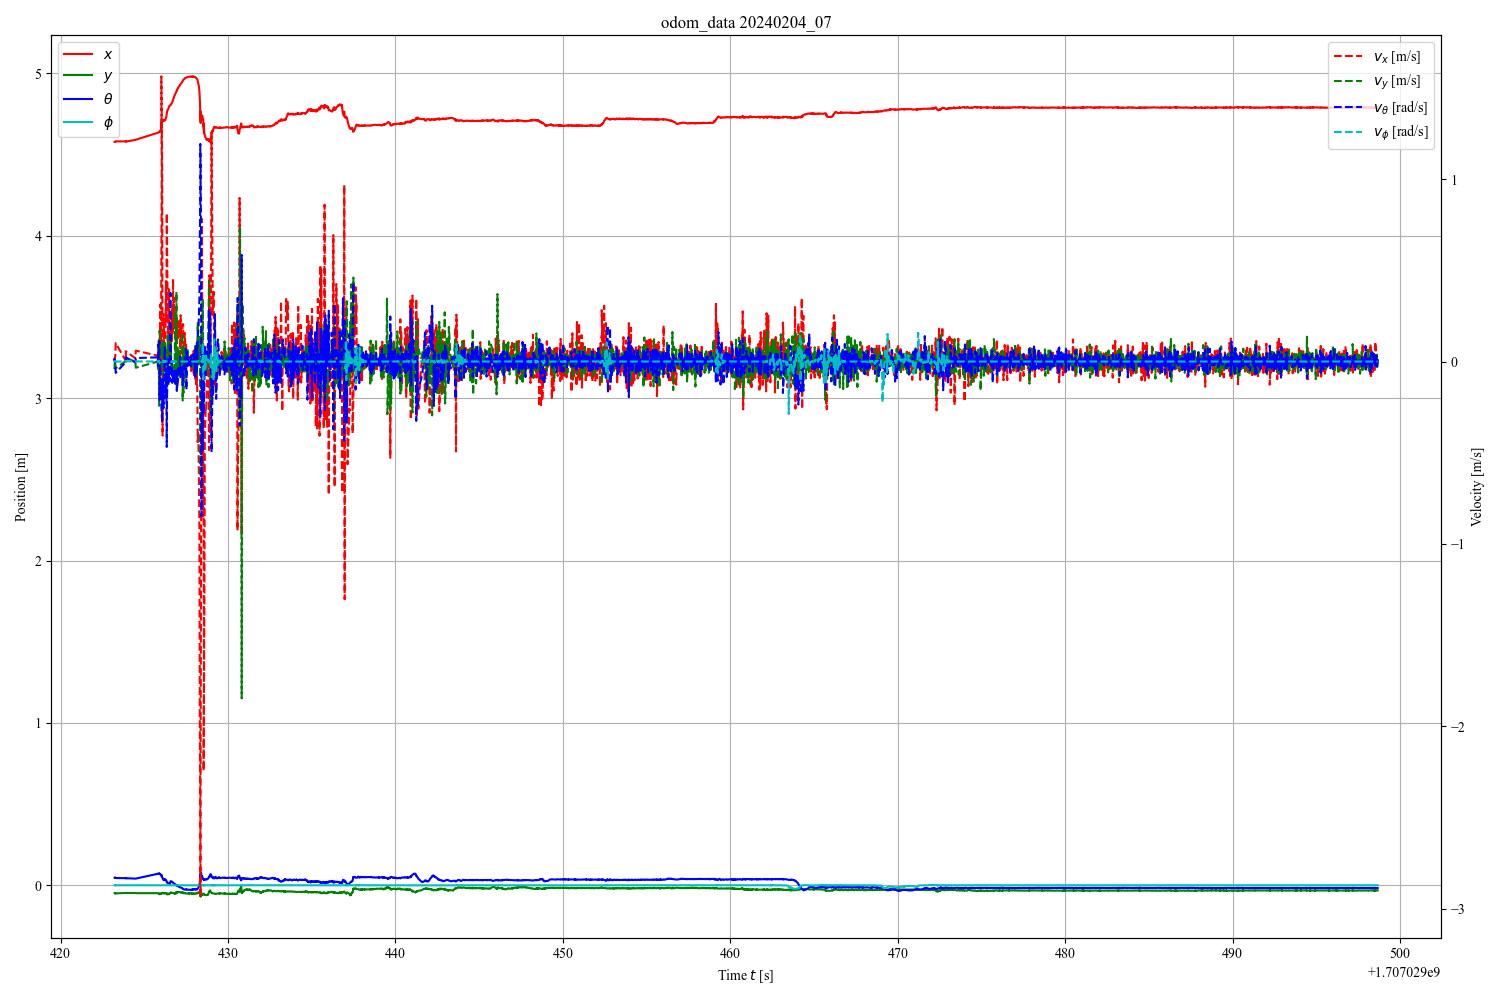 odom_data 20240204_07
x
y
θ
ϕ
v_x [m/s]
v_y [m/s]
v_θ [rad/s]
v_ϕ [rad/s]
5
4
3
2
1
0
Position [m]
1
0
−1
−2
−3
Velocity [m/s]
420 430 440 450 460 470 480 490 500
Time t [s]
+1.707029e9